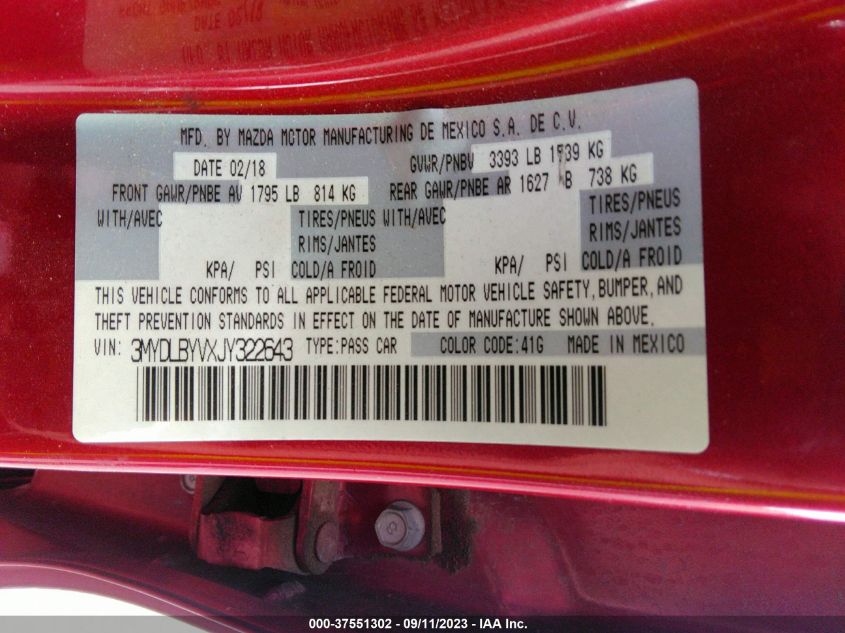 MFD. BY MAZDA MOTOR MANUFACTURING DE MEXICO S.A. DE C.V.
DATE 02/18 GVWR/PNBV 3393 LB 1539 KG
FRONT GAWR/PNBE AV 1795 LB 814 KG REAR GAWR/PNBE AR 1627 LB 738 KG
WITH/AVEC TIRES/PNEUS WITH/AVEC TIRES/PNEUS
RIMS/JANTES RIMS/JANTES
KPA/ PSI COLD/A FROID KPA/ PSI COLD/A FROID
THIS VEHICLE CONFORMS TO ALL APPLICABLE FEDERAL MOTOR VEHICLE SAFETY, BUMPER, AND
THEFT PREVENTION STANDARDS IN EFFECT ON THE DATE OF MANUFACTURE SHOWN ABOVE.
VIN: 3MYDLBYVXJY322643 TYPE:PASS CAR COLOR CODE:41G MADE IN MEXICO
000-37551302 - 09/11/2023 - IAA Inc.